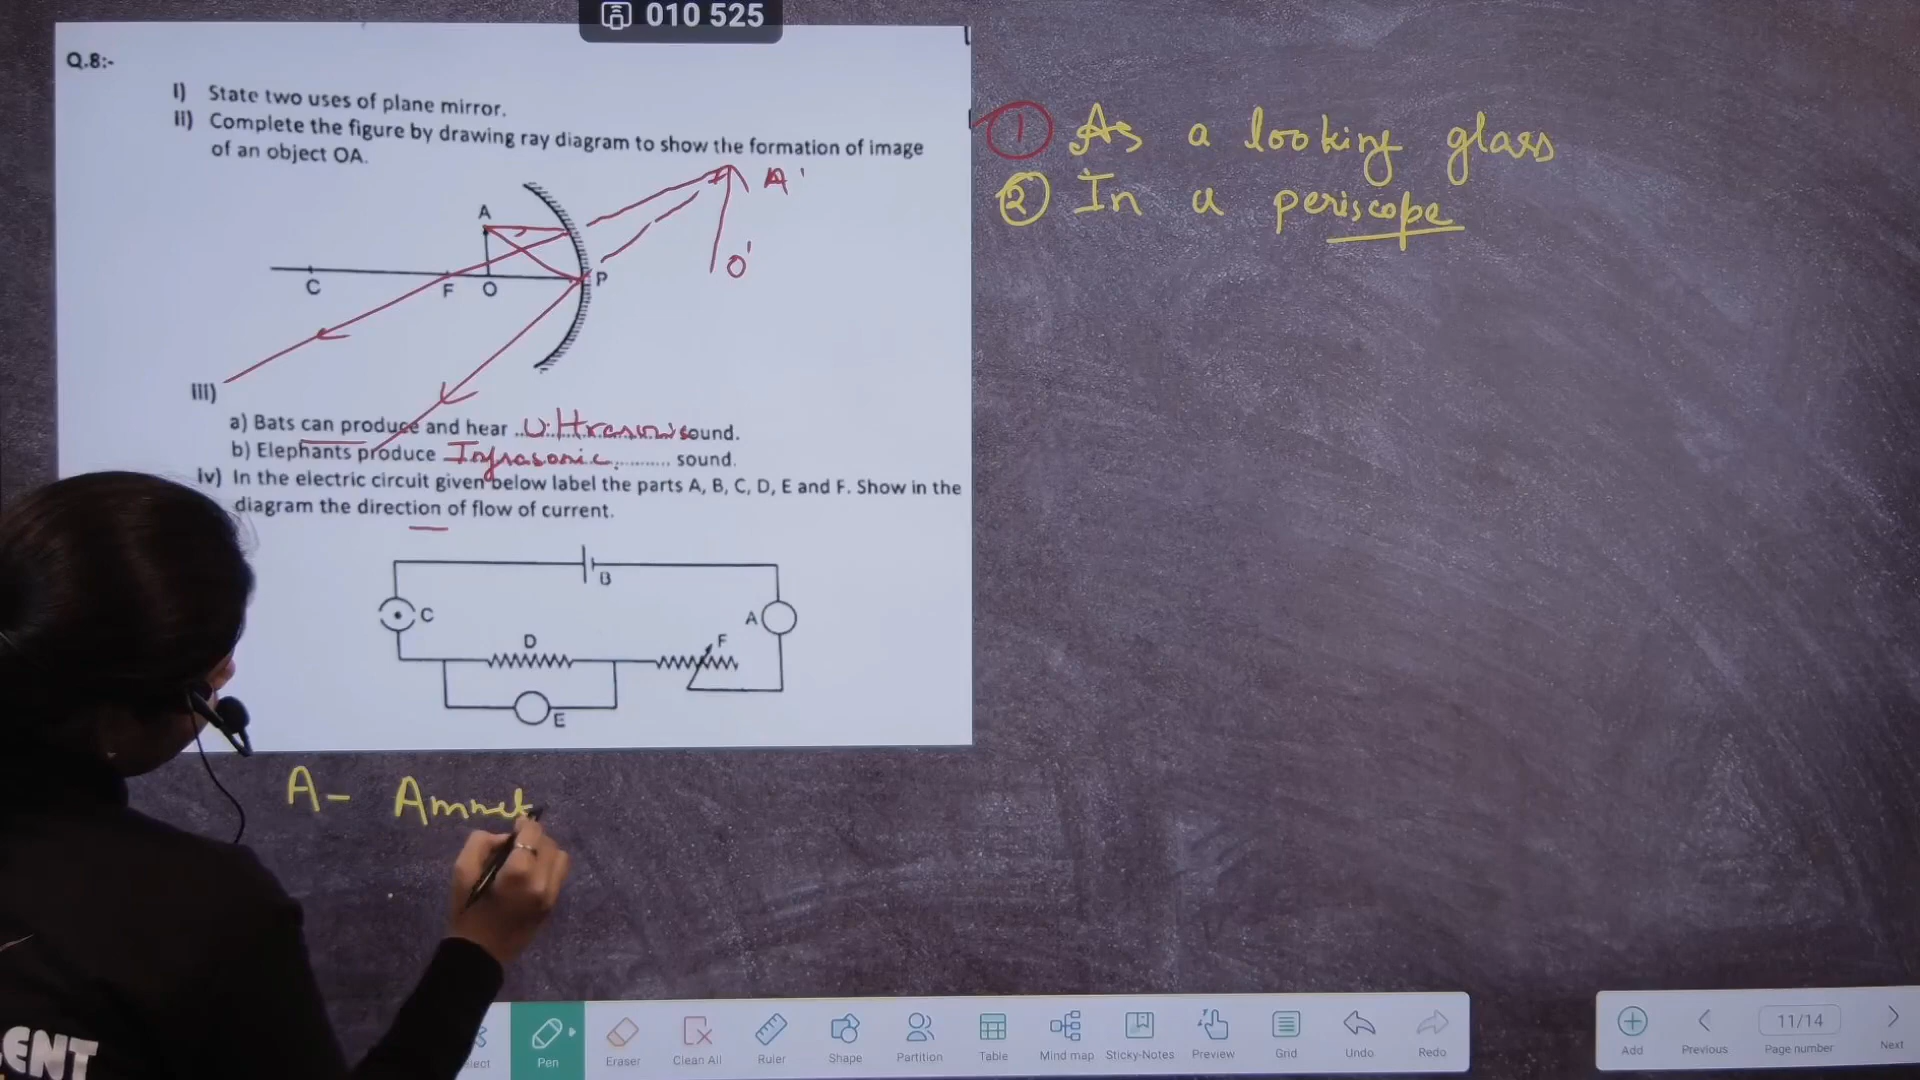 010 525
Q.8:-
i) State two uses of plane mirror.
ii) Complete the figure by drawing ray diagram to show the formation of image
of an object OA.
A
C F O P
A'
O'
iii)
a) Bats can produce and hear ..Ultrasonic sound.
b) Elephants produce Infrasonic.......... sound.
iv) In the electric circuit given below label the parts A, B, C, D, E and F. Show in the
diagram the direction of flow of current.
B
C
A
D
F
E
① As a looking glass
② In a periscope
A - Ammet
ENT
Pen
Eraser
Clean All
Ruler
Shape
Partition
Table
Mind map
Sticky-Notes
Preview
Grid
Undo
Redo
Add
Previous
11/14
Page number
Next